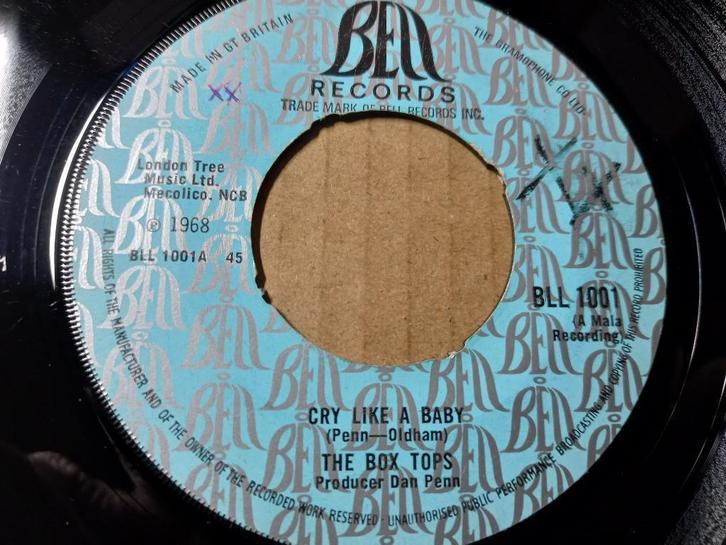 BELL
RECORDS
TRADE MARK OF BELL RECORDS INC.
MADE IN GT BRITAIN
THE GRAMOPHONE CO LTD
XX
London Tree
Music Ltd.
Mecolico. NCB
℗ 1968
BLL 1001A 45
BLL 1001
(A Mala
Recording)
CRY LIKE A BABY
(Penn—Oldham)
THE BOX TOPS
Producer Dan Penn
ALL RIGHTS OF THE MANUFACTURER AND OF THE OWNER OF THE RECORDED WORK RESERVED · UNAUTHORISED PUBLIC PERFORMANCE BROADCASTING AND COPYING OF THIS RECORD PROHIBITED